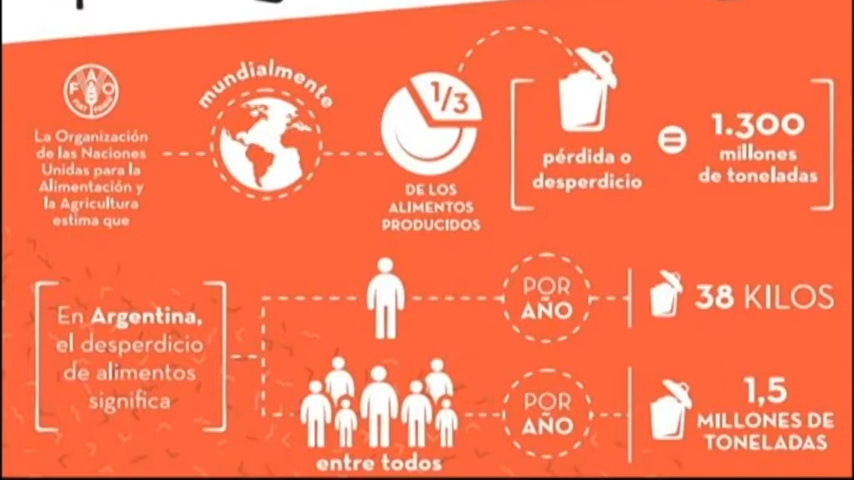 FAO
FIAT PANIS
La Organización
de las Naciones
Unidas para la
Alimentación y
la Agricultura
estima que
mundialmente
1/3
DE LOS
ALIMENTOS
PRODUCIDOS
pérdida o
desperdicio
=
1.300
millones
de toneladas
En Argentina,
el desperdicio
de alimentos
significa
POR
AÑO
38 KILOS
entre todos
POR
AÑO
1,5
MILLONES DE
TONELADAS